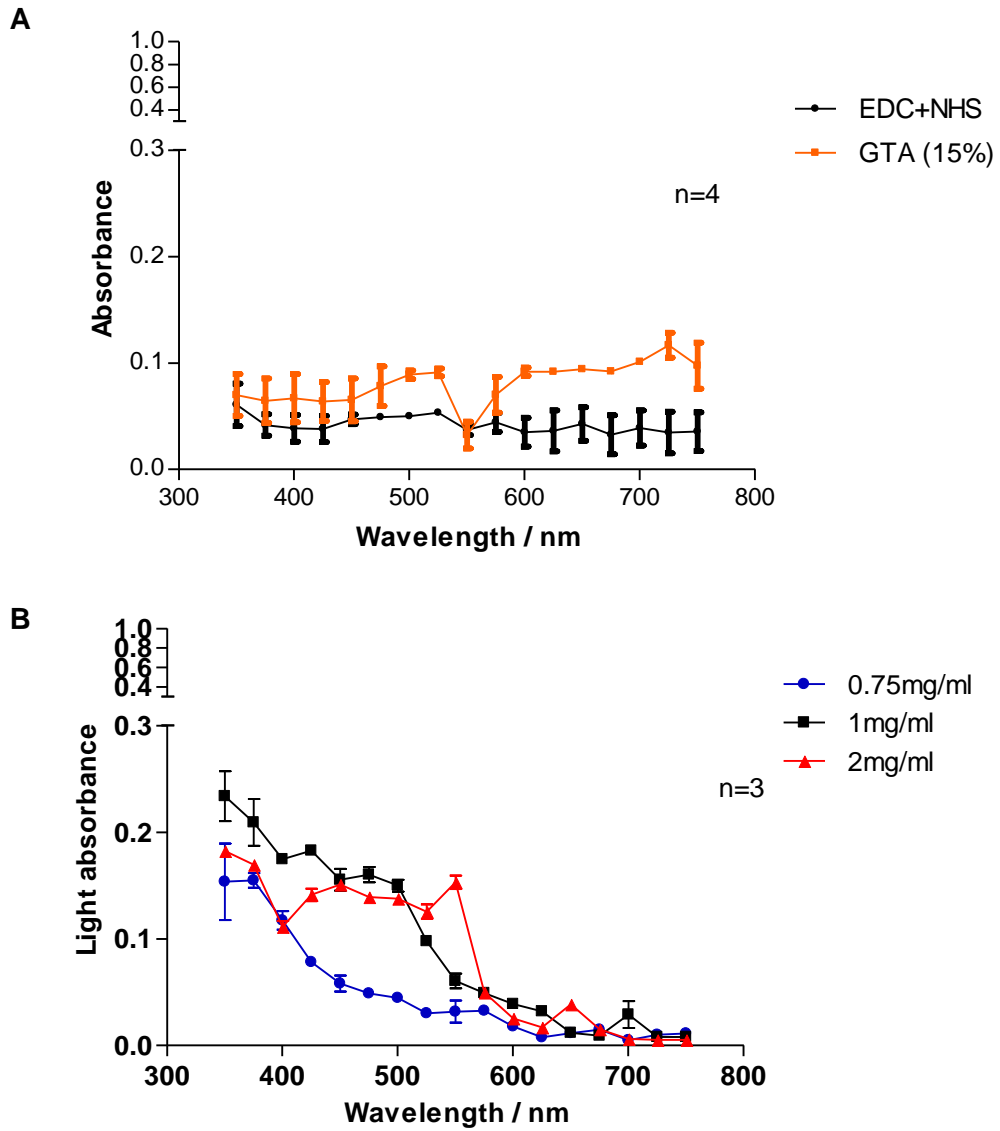 A
1.0
0.8
0.6
0.4
0.3
0.2
0.1
0.0
Absorbance
300 400 500 600 700 800
Wavelength / nm
EDC+NHS
GTA (15%)
n=4
B
1.0
0.8
0.6
0.4
0.3
0.2
0.1
0.0
Light absorbance
300 400 500 600 700 800
Wavelength / nm
0.75mg/ml
1mg/ml
2mg/ml
n=3